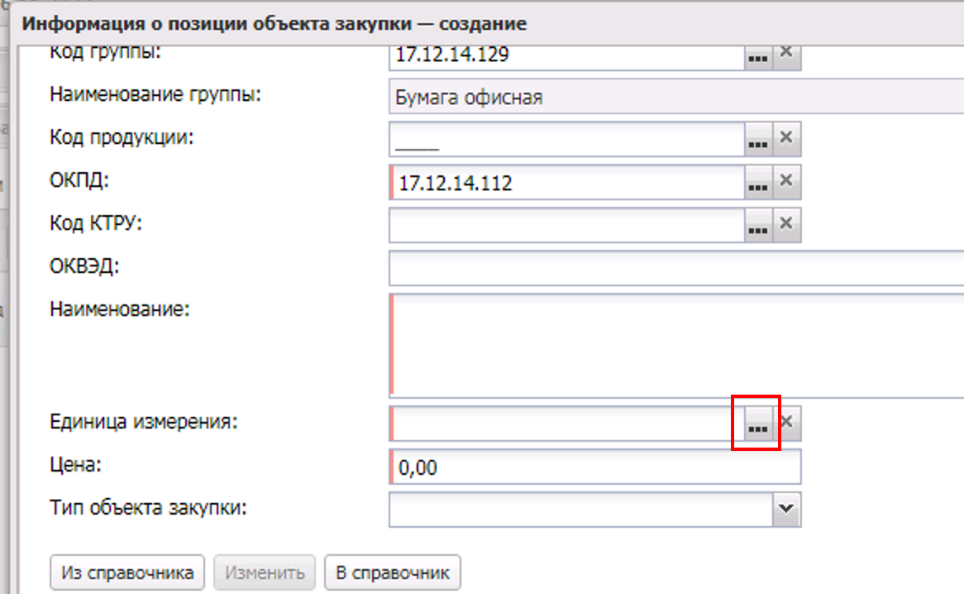 Информация о позиции объекта закупки — создание
Код группы: 17.12.14.129 ... ×
Наименование группы: Бумага офисная
Код продукции: ____ ... ×
ОКПД: 17.12.14.112 ... ×
Код КТРУ: ... ×
ОКВЭД:
Наименование:
Единица измерения: ... ×
Цена: 0,00
Тип объекта закупки:
Из справочника Изменить В справочник